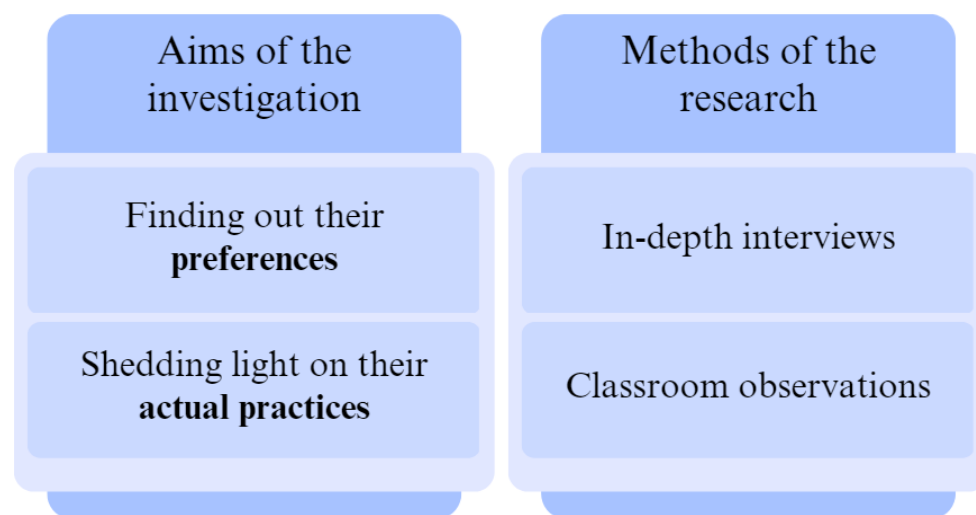 Aims of the
investigation
Finding out their
preferences
Shedding light on their
actual practices
Methods of the
research
In-depth interviews
Classroom observations